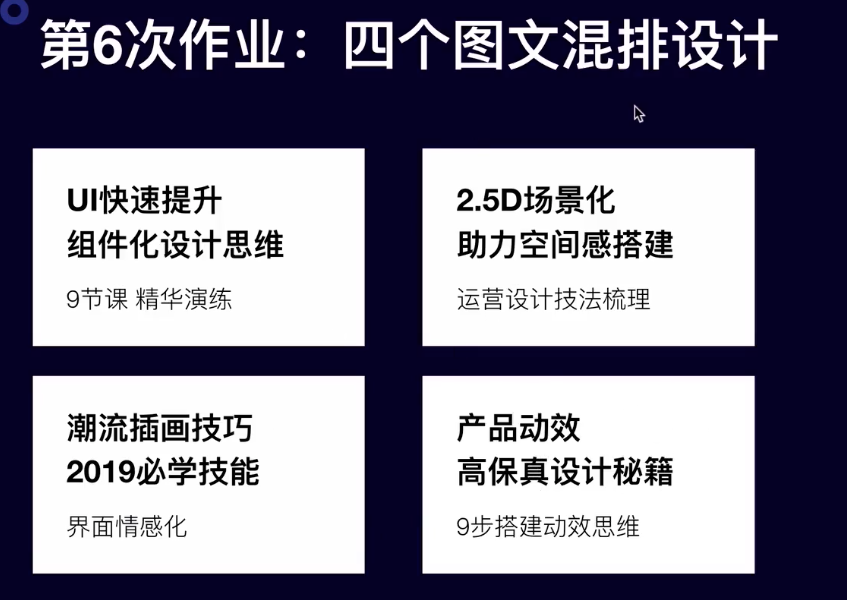 第6次作业：四个图文混排设计
UI快速提升
组件化设计思维
9节课 精华演练
2.5D场景化
助力空间感搭建
运营设计技法梳理
潮流插画技巧
2019必学技能
界面情感化
产品动效
高保真设计秘籍
9步搭建动效思维